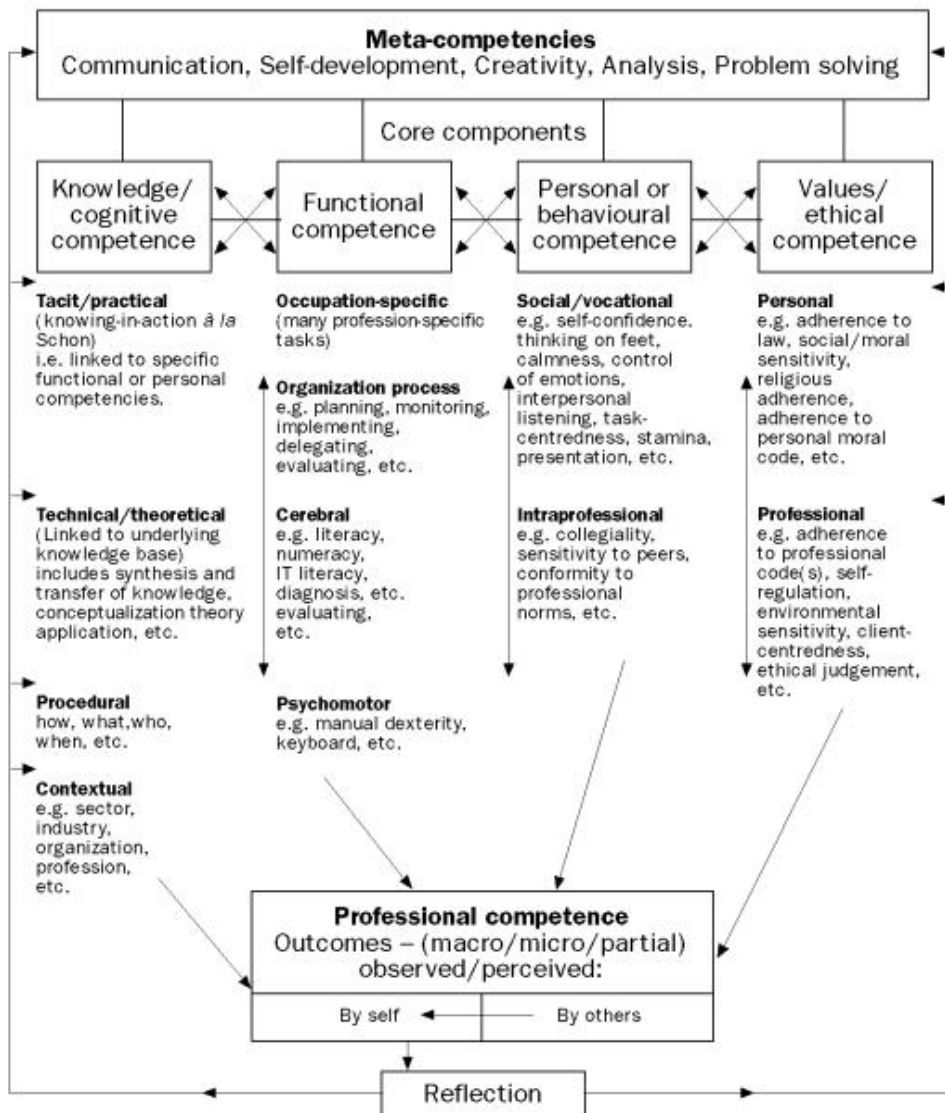 Meta-competencies
Communication, Self-development, Creativity, Analysis, Problem solving
Core components
Knowledge/
cognitive
competence
Functional
competence
Personal or
behavioural
competence
Values/
ethical
competence
Tacit/practical
(knowing-in-action à la
Schon)
i.e. linked to specific
functional or personal
competencies.
Technical/theoretical
(Linked to underlying
knowledge base)
includes synthesis and
transfer of knowledge,
conceptualization theory
application, etc.
Procedural
how, what,who,
when, etc.
Contextual
e.g. sector,
industry,
organization,
profession,
etc.
Occupation-specific
(many profession-specific
tasks)
Organization process
e.g. planning, monitoring,
implementing,
delegating,
evaluating, etc.
Cerebral
e.g. literacy,
numeracy,
IT literacy,
diagnosis, etc.
evaluating,
etc.
Psychomotor
e.g. manual dexterity,
keyboard, etc.
Social/vocational
e.g. self-confidence.
thinking on feet,
calmness, control
of emotions,
interpersonal
listening, task-
centredness, stamina,
presentation, etc.
Intraprofessional
e.g. collegiality,
sensitivity to peers,
conformity to
professional
norms, etc.
Personal
e.g. adherence to
law, social/moral
sensitivity,
religious
adherence,
adherence to
personal moral
code, etc.
Professional
e.g. adherence
to professional
code(s), self-
regulation,
environmental
sensitivity, client-
centredness,
ethical judgement,
etc.
Professional competence
Outcomes – (macro/micro/partial)
observed/perceived:
By self
By others
Reflection